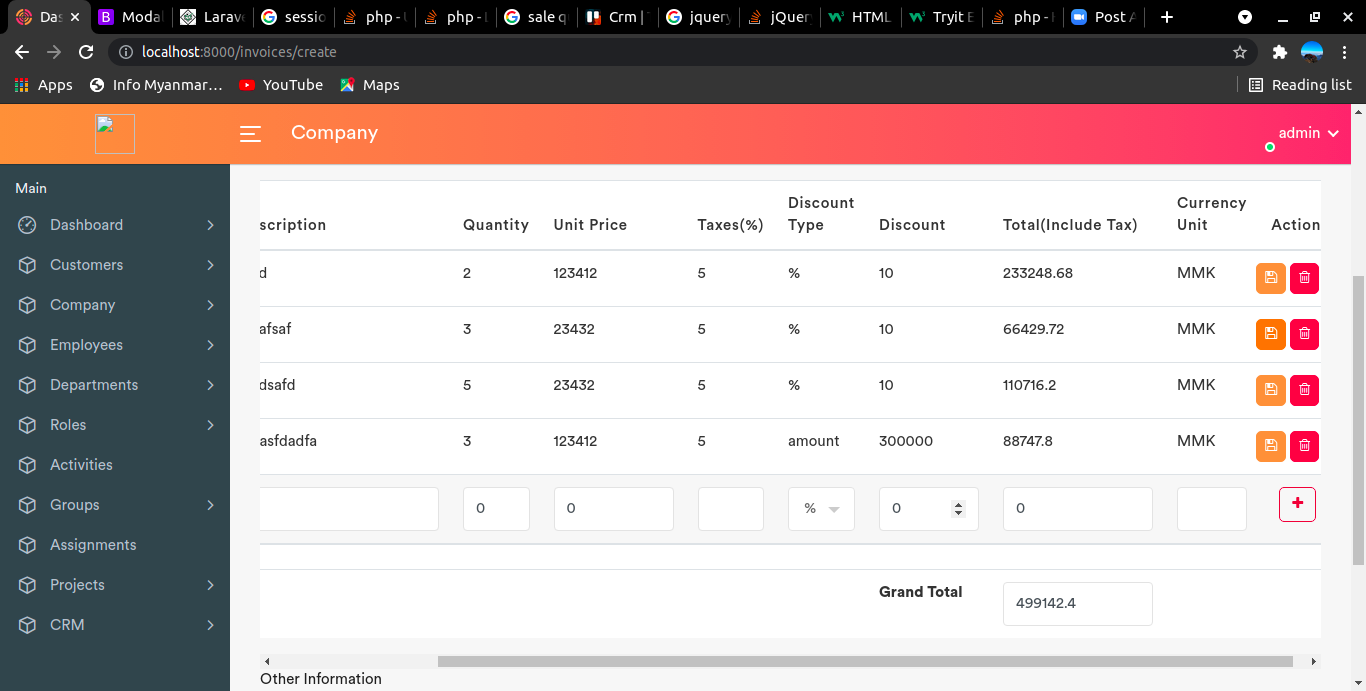 Das
Moda
Larav
sessio
php - 
php - 
sale q
Crm |
jquery
jQuery
HTML
Tryit E
php - 
Post A
localhost:8000/invoices/create
Apps Info Myanmar... YouTube Maps Reading list
Company admin
Main
Dashboard
Customers
Company
Employees
Departments
Roles
Activities
Groups
Assignments
Projects
CRM
scription Quantity Unit Price Taxes(%) Discount Type Discount Total(Include Tax) Currency Unit Action
d 2 123412 5 % 10 233248.68 MMK
afsaf 3 23432 5 % 10 66429.72 MMK
dsafd 5 23432 5 % 10 110716.2 MMK
asfdadfa 3 123412 5 amount 300000 88747.8 MMK
0 0 % 0 0 +
Grand Total 499142.4
Other Information